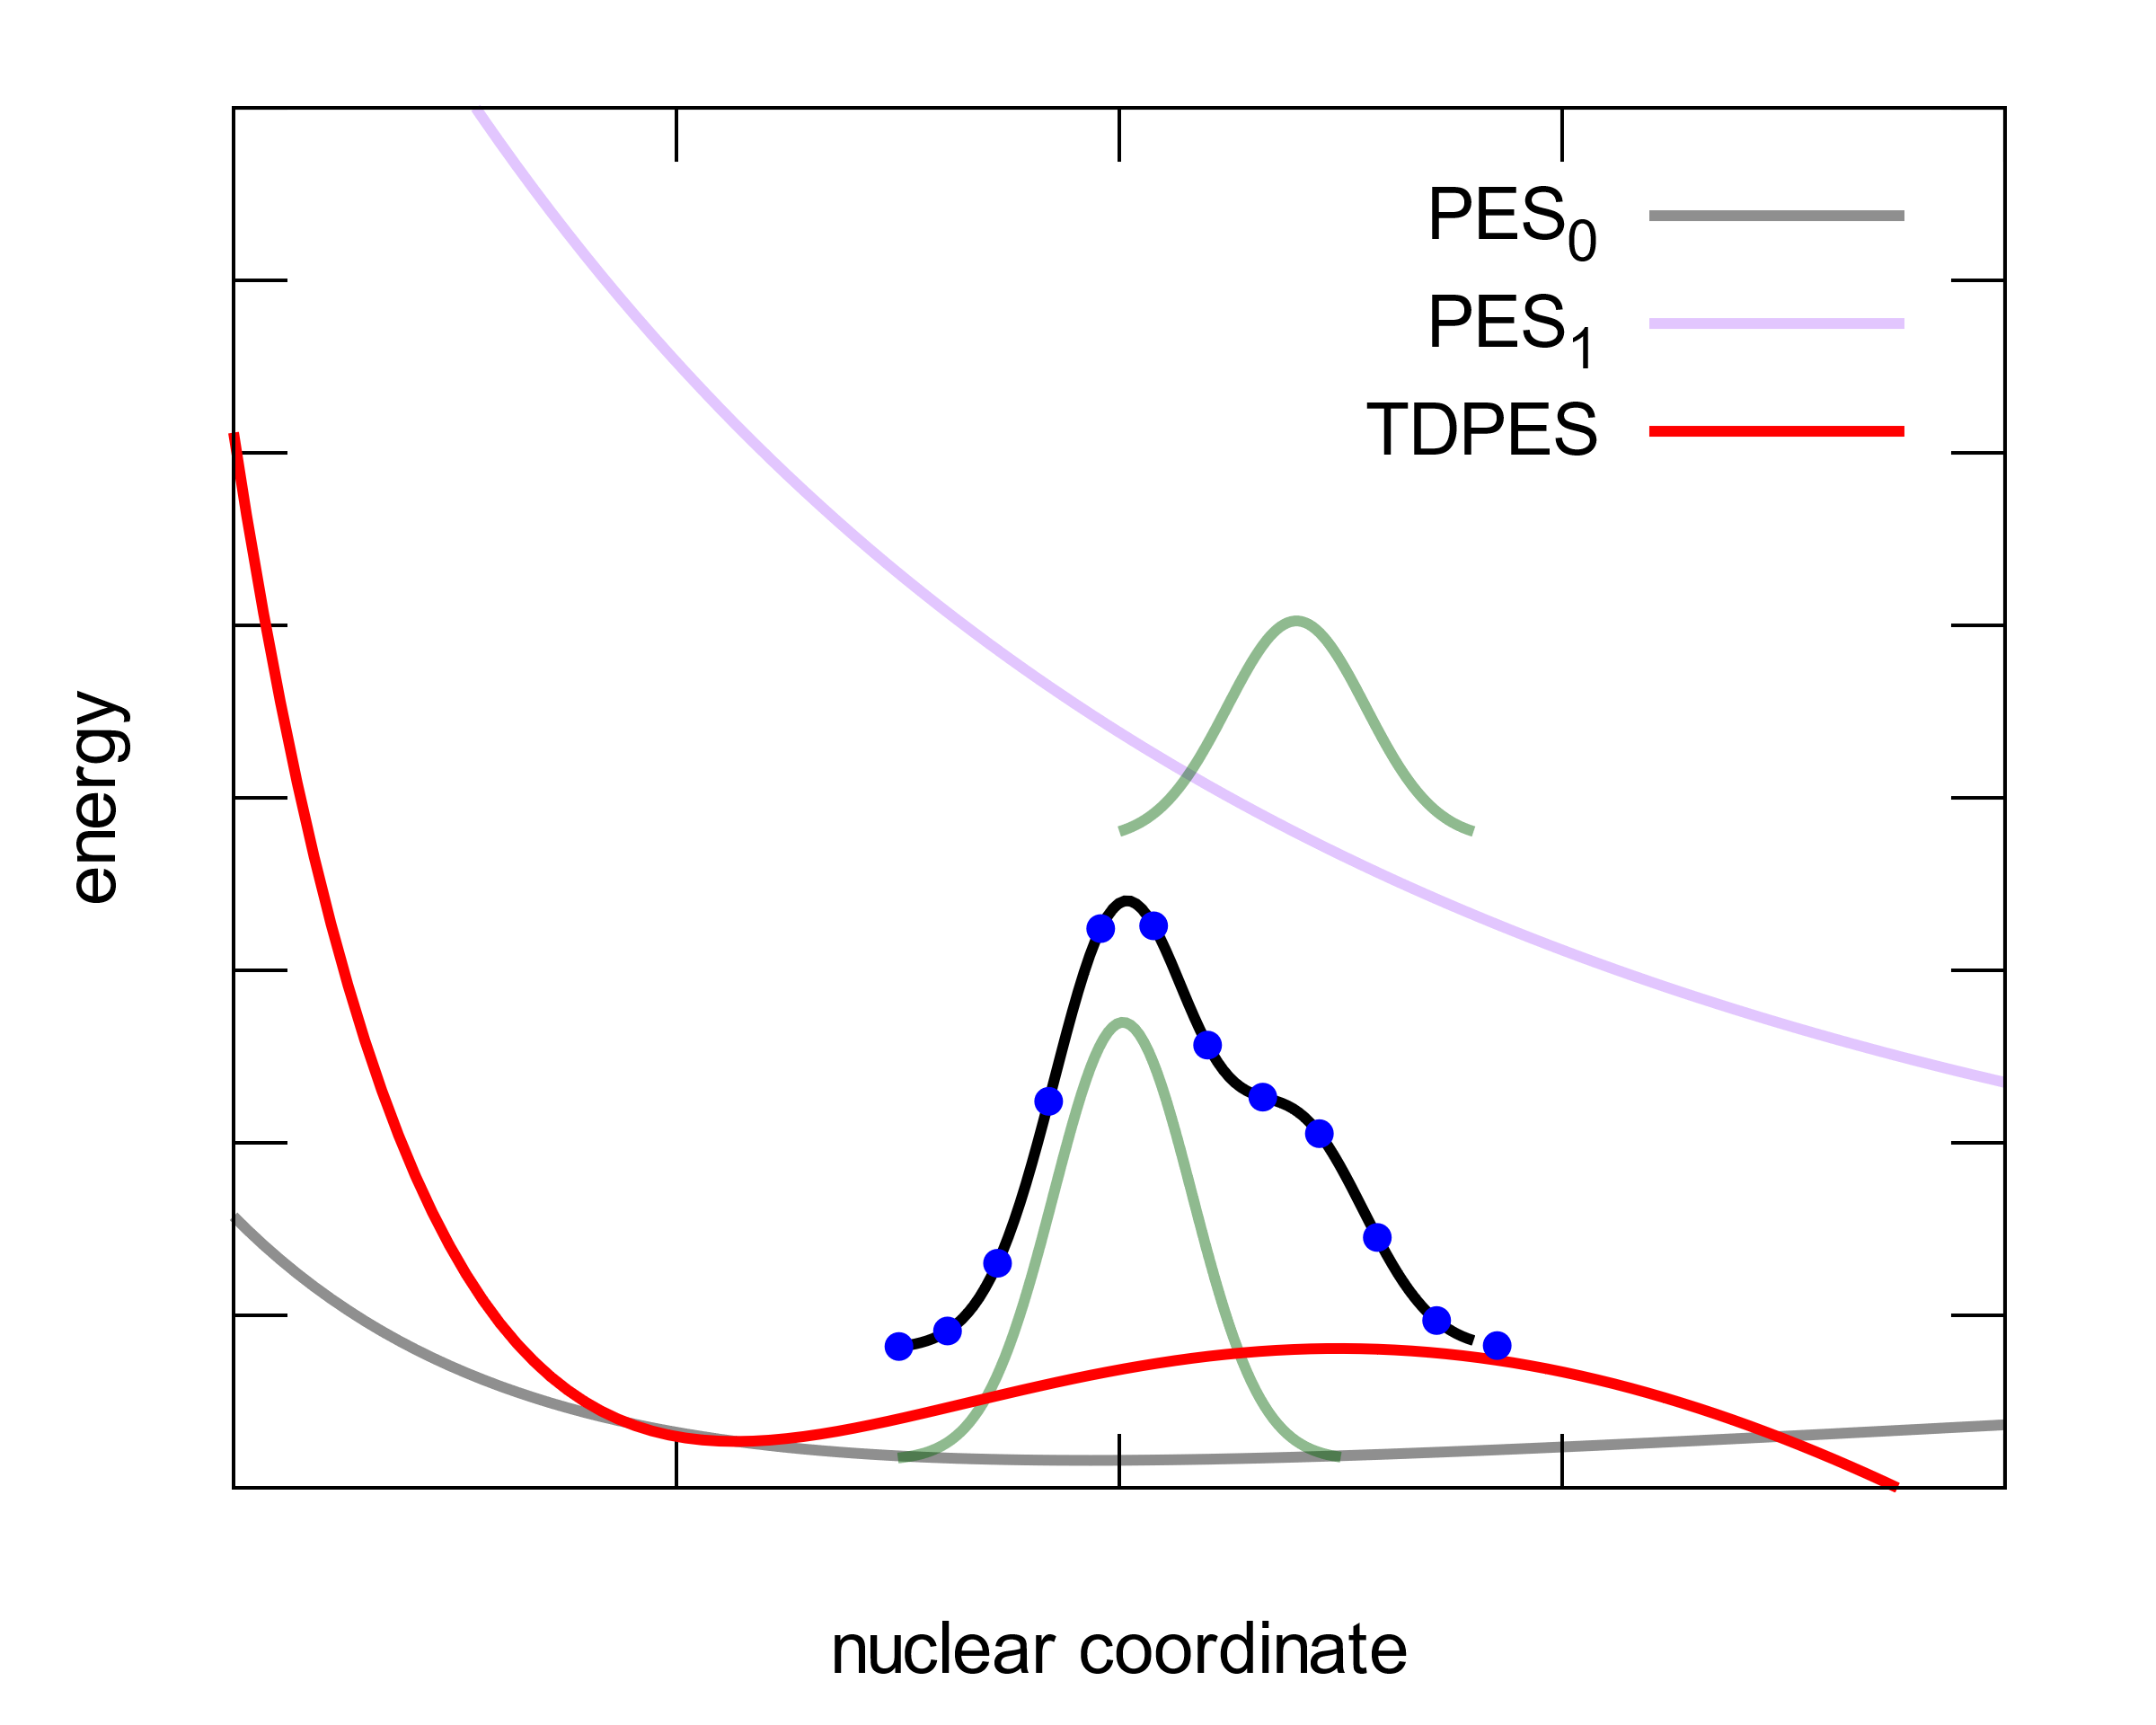 PES0
PES1
TDPES
energy
nuclear coordinate